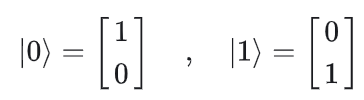 |0⟩ = [1 0] , |1⟩ = [0 1]